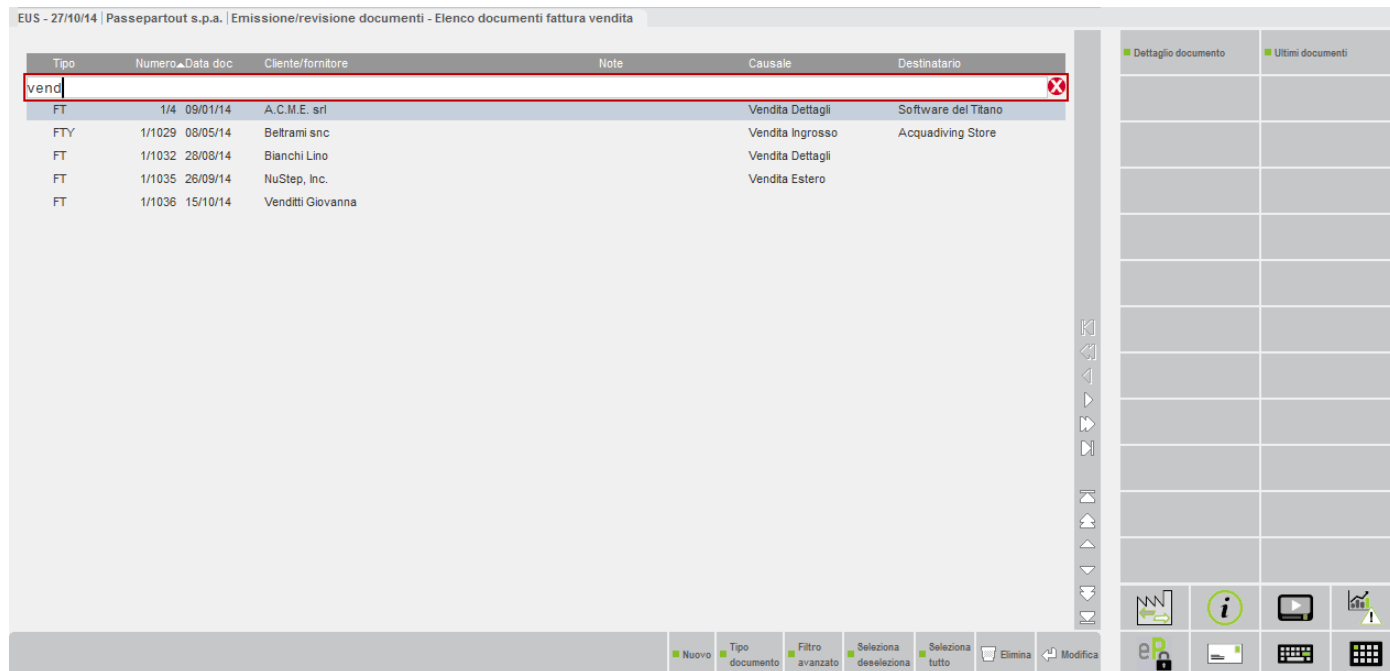 EUS - 27/10/14 | Passepartout s.p.a. | Emissione/revisione documenti - Elenco documenti fattura vendita
Tipo Numero Data doc Cliente/fornitore Note Causale Destinatario
vend
FT 1/4 09/01/14 A.C.M.E. srl Vendita Dettagli Software del Titano
FTY 1/1029 08/05/14 Beltrami snc Vendita Ingrosso Acquadiving Store
FT 1/1032 28/08/14 Bianchi Lino Vendita Dettagli
FT 1/1035 26/09/14 NuStep, Inc. Vendita Estero
FT 1/1036 15/10/14 Venditti Giovanna
Dettaglio documento Ultimi documenti
Nuovo Tipo documento Filtro avanzato Seleziona deseleziona Seleziona tutto Elimina Modifica
i
eP